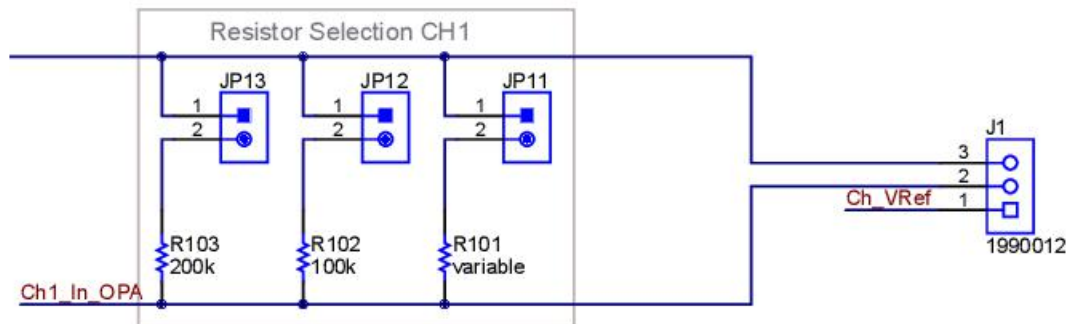 Resistor Selection CH1
JP13 JP12 JP11
1 1 1
2 2 2
J1
3
2
Ch_VRef 1
R103 R102 R101 1990012
200k 100k variable
Ch1_In_OPA